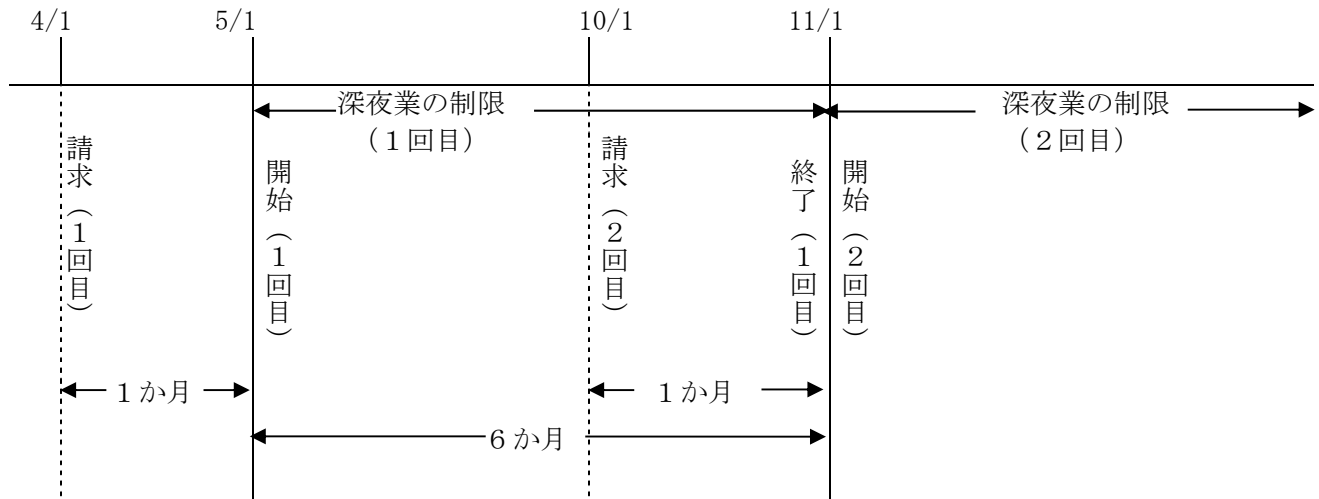 4/1
5/1
10/1
11/1
深夜業の制限
（１回目）
深夜業の制限
（２回目）
請求（１回目）
開始（１回目）
請求（２回目）
終了（１回目）
開始（２回目）
１か月
１か月
６か月